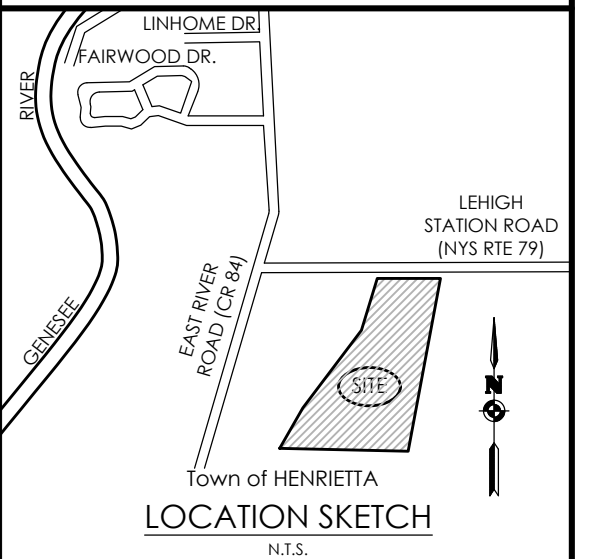 LINHOME DR.
FAIRWOOD DR.
RIVER
LEHIGH
STATION ROAD
(NYS RTE 79)
EAST RIVER
ROAD (CR 84)
GENESEE
SITE
N
Town of HENRIETTA
LOCATION SKETCH
N.T.S.